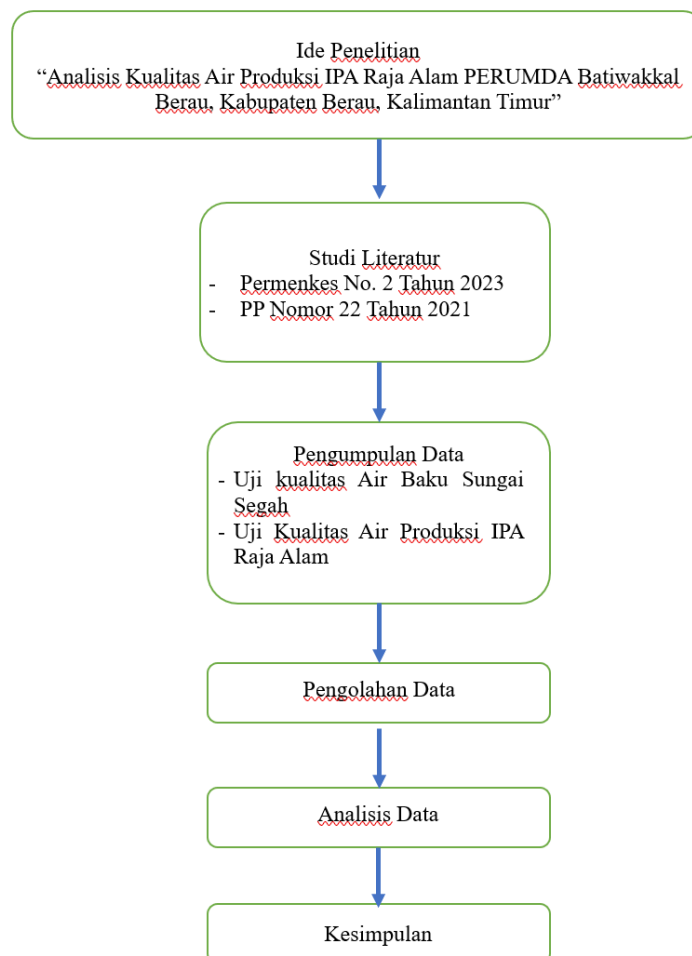 Ide Penelitian
“Analisis Kualitas Air Produksi IPA Raja Alam PERUMDA Batiwakkal
Berau, Kabupaten Berau, Kalimantan Timur”
Studi Literatur
- Permenkes No. 2 Tahun 2023
- PP Nomor 22 Tahun 2021
Pengumpulan Data
- Uji kualitas Air Baku Sungai
Segah
- Uji Kualitas Air Produksi IPA
Raja Alam
Pengolahan Data
Analisis Data
Kesimpulan